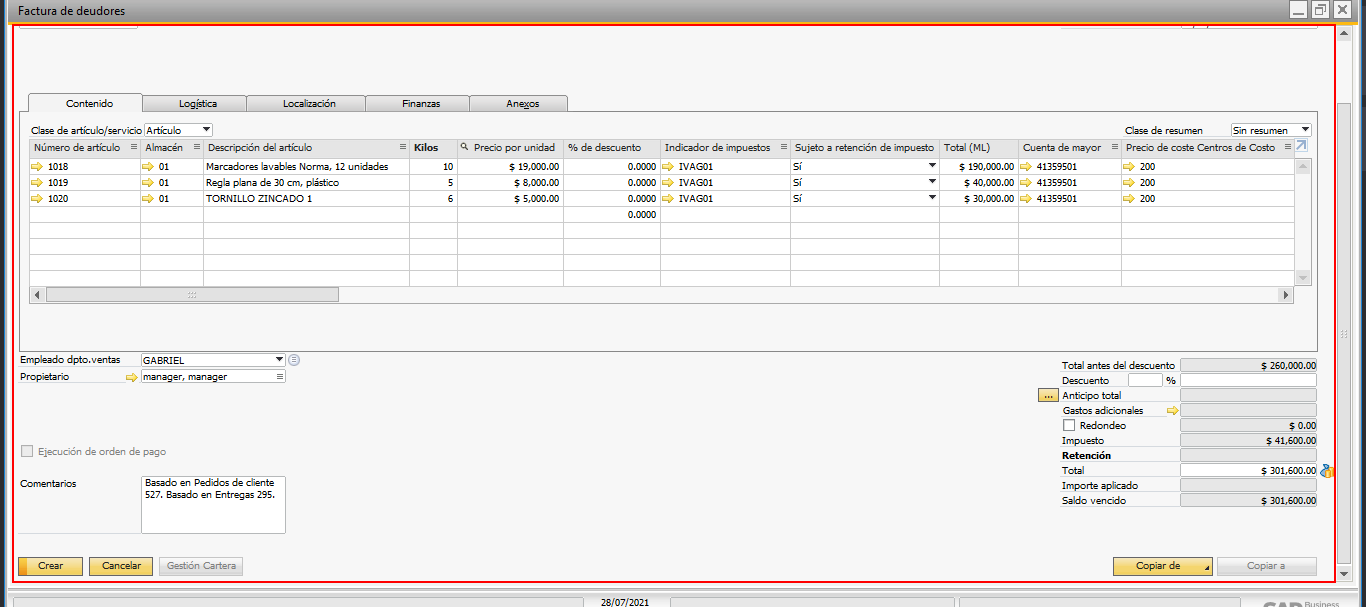 Factura de deudores
Contenido Logística Localización Finanzas Anexos
Clase de artículo/servicio Artículo Clase de resumen Sin resumen
Número de artículo Almacén Descripción del artículo Kilos Precio por unidad % de descuento Indicador de impuestos Sujeto a retención de impuesto Total (ML) Cuenta de mayor Precio de coste Centros de Costo
1018 01 Marcadores lavables Norma, 12 unidades 10 $ 19,000.00 0.0000 IVAG01 Sí $ 190,000.00 41359501 200
1019 01 Regla plana de 30 cm, plástico 5 $ 8,000.00 0.0000 IVAG01 Sí $ 40,000.00 41359501 200
1020 01 TORNILLO ZINCADO 1 6 $ 5,000.00 0.0000 IVAG01 Sí $ 30,000.00 41359501 200
0.0000
Empleado dpto.ventas GABRIEL
Propietario manager, manager
Total antes del descuento $ 260,000.00
Descuento %
... Anticipo total
Gastos adicionales
Redondeo $ 0.00
Impuesto $ 41,600.00
Retención
Total $ 301,600.00
Importe aplicado
Saldo vencido $ 301,600.00
Ejecución de orden de pago
Comentarios Basado en Pedidos de cliente
527. Basado en Entregas 295.
Crear Cancelar Gestión Cartera Copiar de Copiar a
28/07/2021
Business